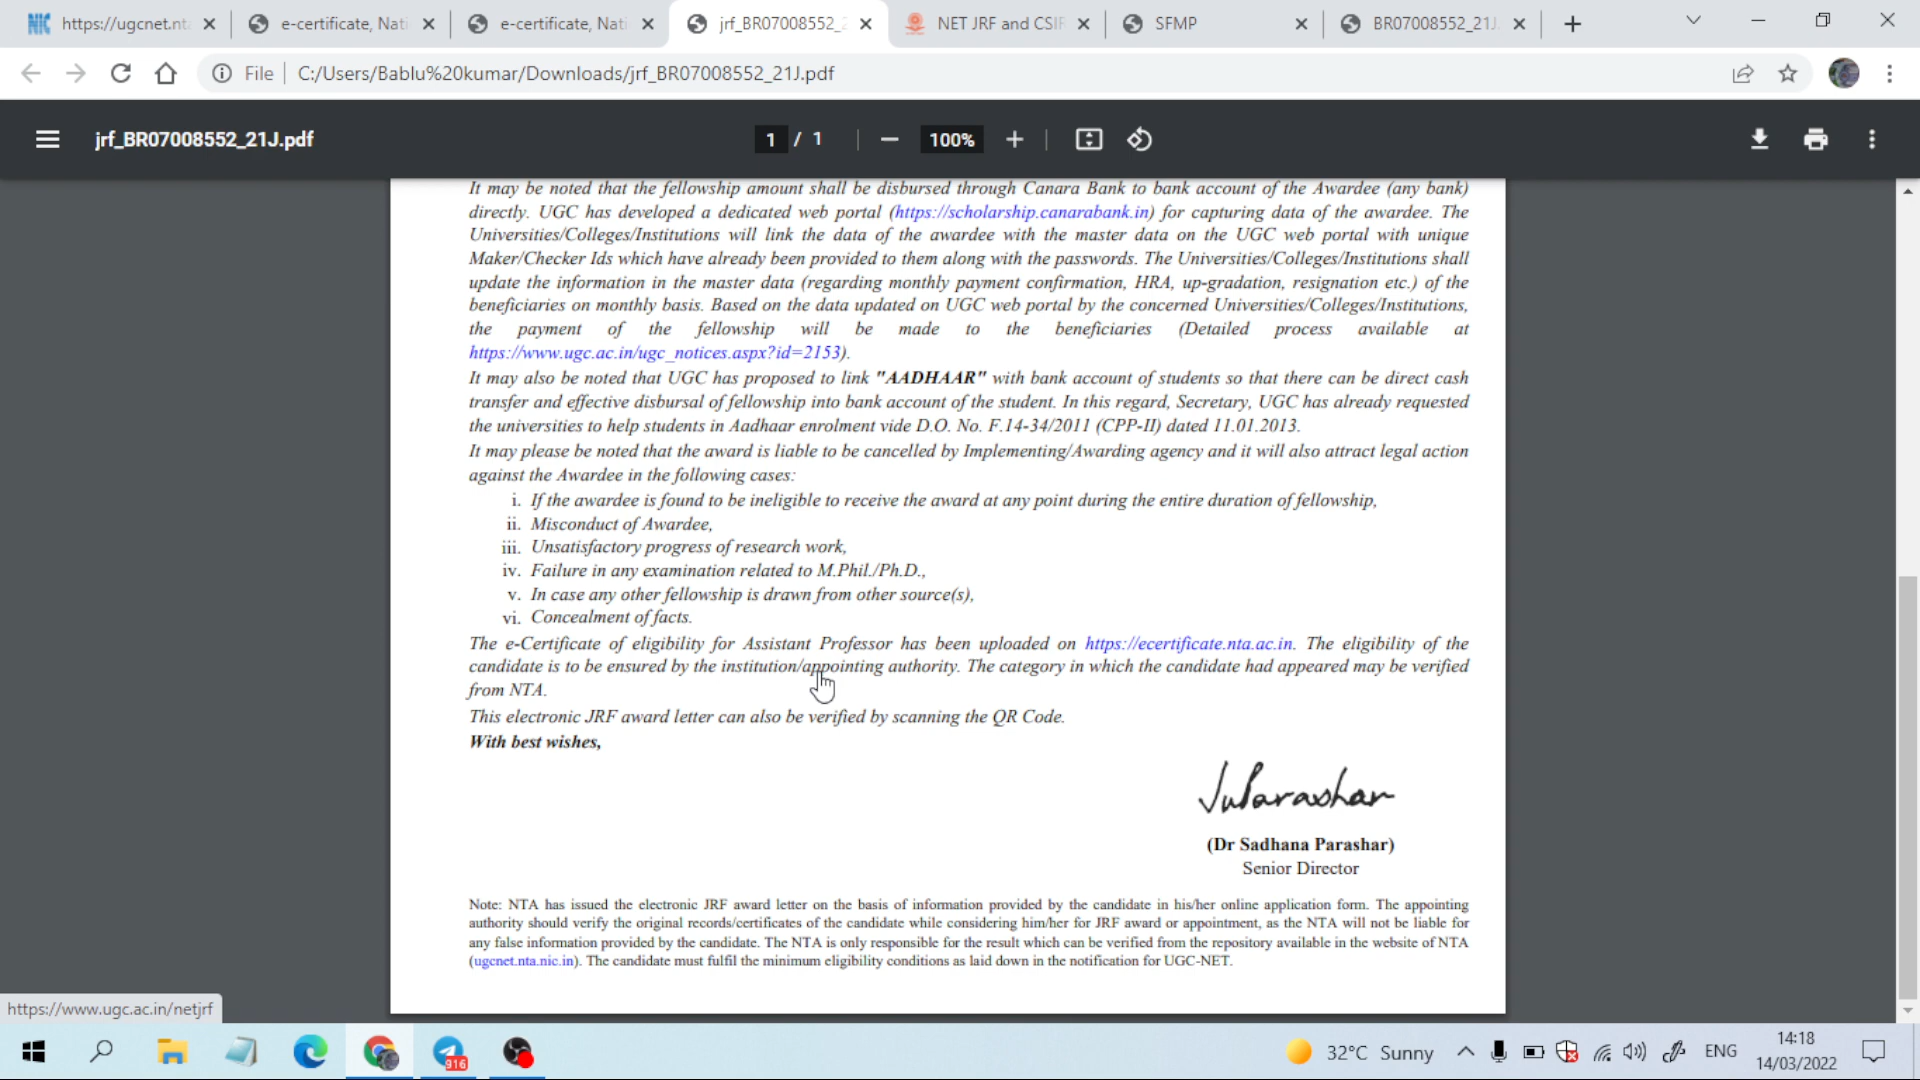 https://ugcnet.nt
e-certificate, Nati
e-certificate, Nati
jrf_BR07008552_2
NET JRF and CSIR
SFMP
BR07008552_21J.
File
C:/Users/Bablu%20kumar/Downloads/jrf_BR07008552_21J.pdf
jrf_BR07008552_21J.pdf
1 / 1
100%
It may be noted that the fellowship amount shall be disbursed through Canara Bank to bank account of the Awardee (any bank)
directly. UGC has developed a dedicated web portal (https://scholarship.canarabank.in) for capturing data of the awardee. The
Universities/Colleges/Institutions will link the data of the awardee with the master data on the UGC web portal with unique
Maker/Checker Ids which have already been provided to them along with the passwords. The Universities/Colleges/Institutions shall
update the information in the master data (regarding monthly payment confirmation, HRA, up-gradation, resignation etc.) of the
beneficiaries on monthly basis. Based on the data updated on UGC web portal by the concerned Universities/Colleges/Institutions,
the payment of the fellowship will be made to the beneficiaries (Detailed process available at
https://www.ugc.ac.in/ugc_notices.aspx?id=2153).
It may also be noted that UGC has proposed to link "AADHAAR" with bank account of students so that there can be direct cash
transfer and effective disbursal of fellowship into bank account of the student. In this regard, Secretary, UGC has already requested
the universities to help students in Aadhaar enrolment vide D.O. No. F.14-34/2011 (CPP-II) dated 11.01.2013.
It may please be noted that the award is liable to be cancelled by Implementing/Awarding agency and it will also attract legal action
against the Awardee in the following cases:
i. If the awardee is found to be ineligible to receive the award at any point during the entire duration of fellowship,
ii. Misconduct of Awardee,
iii. Unsatisfactory progress of research work,
iv. Failure in any examination related to M.Phil./Ph.D.,
v. In case any other fellowship is drawn from other source(s),
vi. Concealment of facts.
The e-Certificate of eligibility for Assistant Professor has been uploaded on https://ecertificate.nta.ac.in. The eligibility of the
candidate is to be ensured by the institution/appointing authority. The category in which the candidate had appeared may be verified
from NTA.
This electronic JRF award letter can also be verified by scanning the QR Code.
With best wishes,
(Dr Sadhana Parashar)
Senior Director
Note: NTA has issued the electronic JRF award letter on the basis of information provided by the candidate in his/her online application form. The appointing
authority should verify the original records/certificates of the candidate while considering him/her for JRF award or appointment, as the NTA will not be liable for
any false information provided by the candidate. The NTA is only responsible for the result which can be verified from the repository available in the website of NTA
(ugcnet.nta.nic.in). The candidate must fulfil the minimum eligibility conditions as laid down in the notification for UGC-NET.
https://www.ugc.ac.in/netjrf
916
32°C Sunny
ENG
14:18
14/03/2022